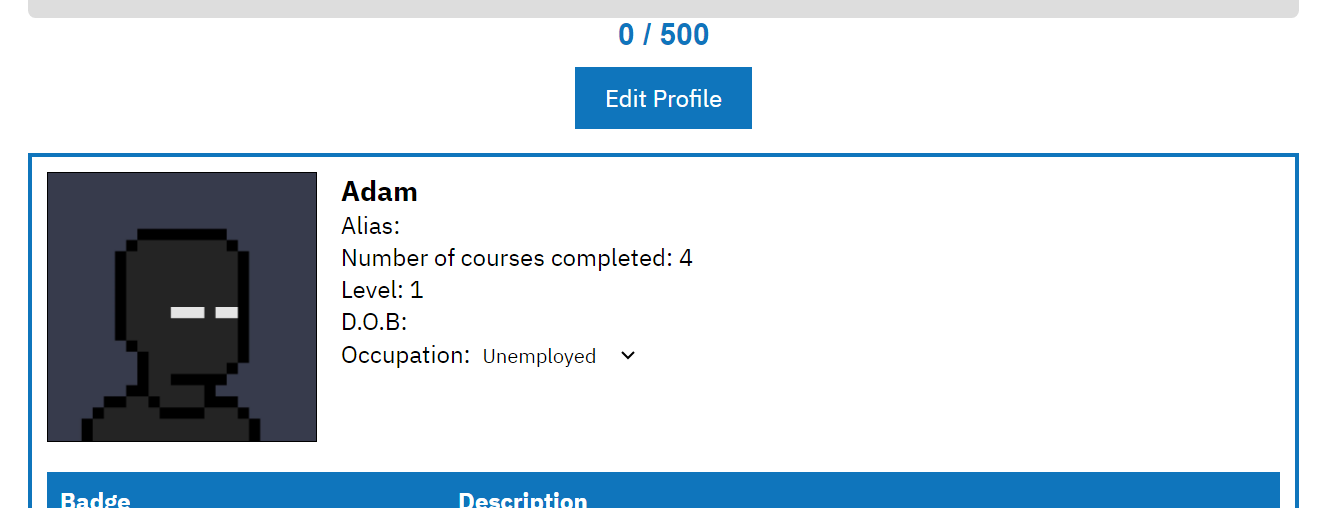 0 / 500
Edit Profile
Adam
Alias:
Number of courses completed: 4
Level: 1
D.O.B:
Occupation: Unemployed
Badge Description